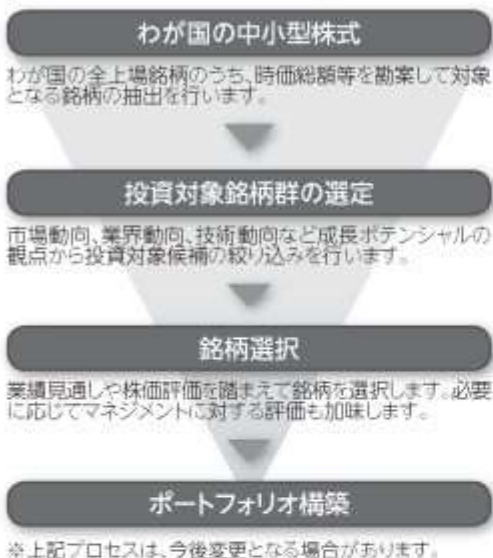 わが国の中小型株式
わが国の全上場銘柄のうち、時価総額等を勘案して対象
となる銘柄の抽出を行います。
投資対象銘柄群の選定
市場動向、業界動向、技術動向など成長ポテンシャルの
観点から投資対象候補の絞り込みを行います。
銘柄選択
業績見通しや株価評価を踏まえて銘柄を選択します。必要
に応じてマネジメントに対する評価も加味します。
ポートフォリオ構築
※上記プロセスは、今後変更となる場合があります。